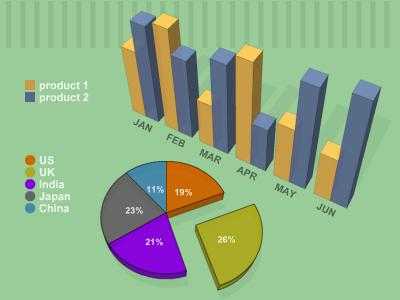 product 1
product 2
JAN
FEB
MAR
APR
MAY
JUN
US
UK
India
Japan
China
11%
19%
23%
21%
26%